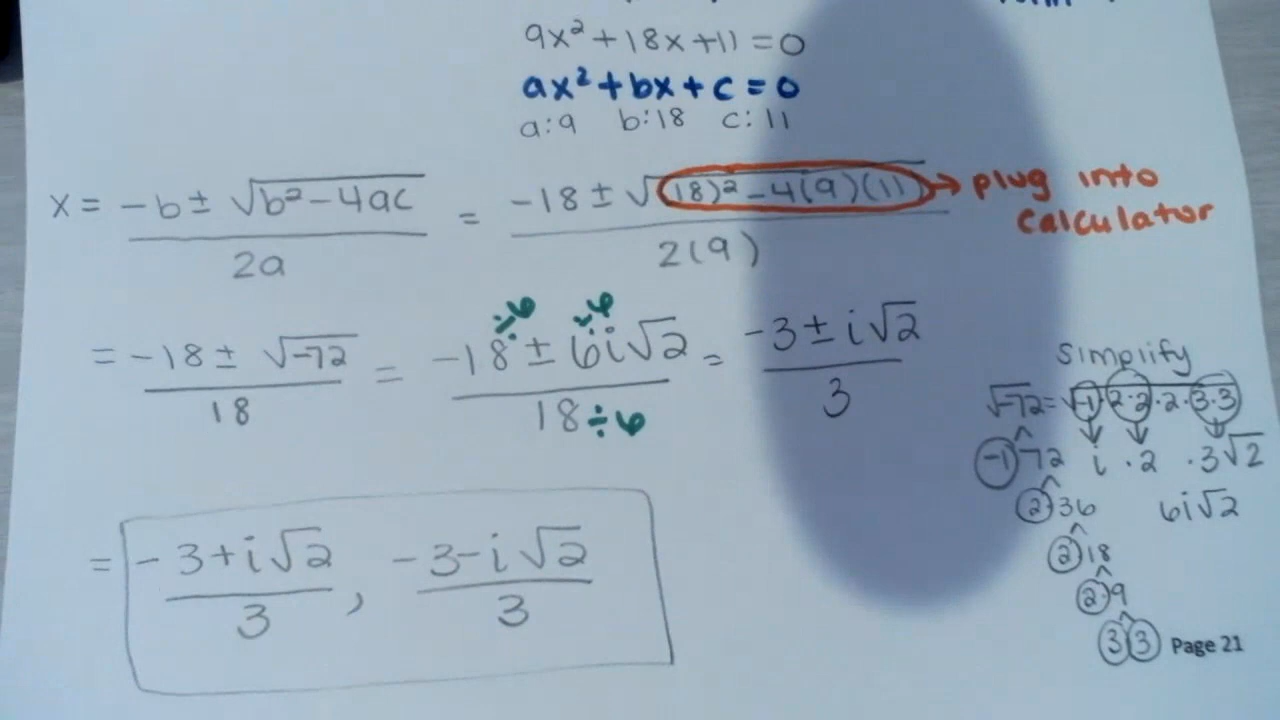 9x² + 18x + 11 = 0
ax² + bx + c = 0
a:9 b:18 c:11
x = (-b ± √(b² - 4ac)) / 2a = (-18 ± √((18)² - 4(9)(11))) / 2(9) → plug into calculator
= (-18 ± √-72) / 18 = (-18 ÷6 ± 6 ÷6 i√2) / 18 ÷6 = (-3 ± i√2) / 3
= (-3 + i√2) / 3 , (-3 - i√2) / 3
Simplify
√-72 = √-1 · 2·2 · 2 · 3·3
-1 72 i · 2 · 3√2
2 36 6i√2
2 18
2 9
3 3 Page 21